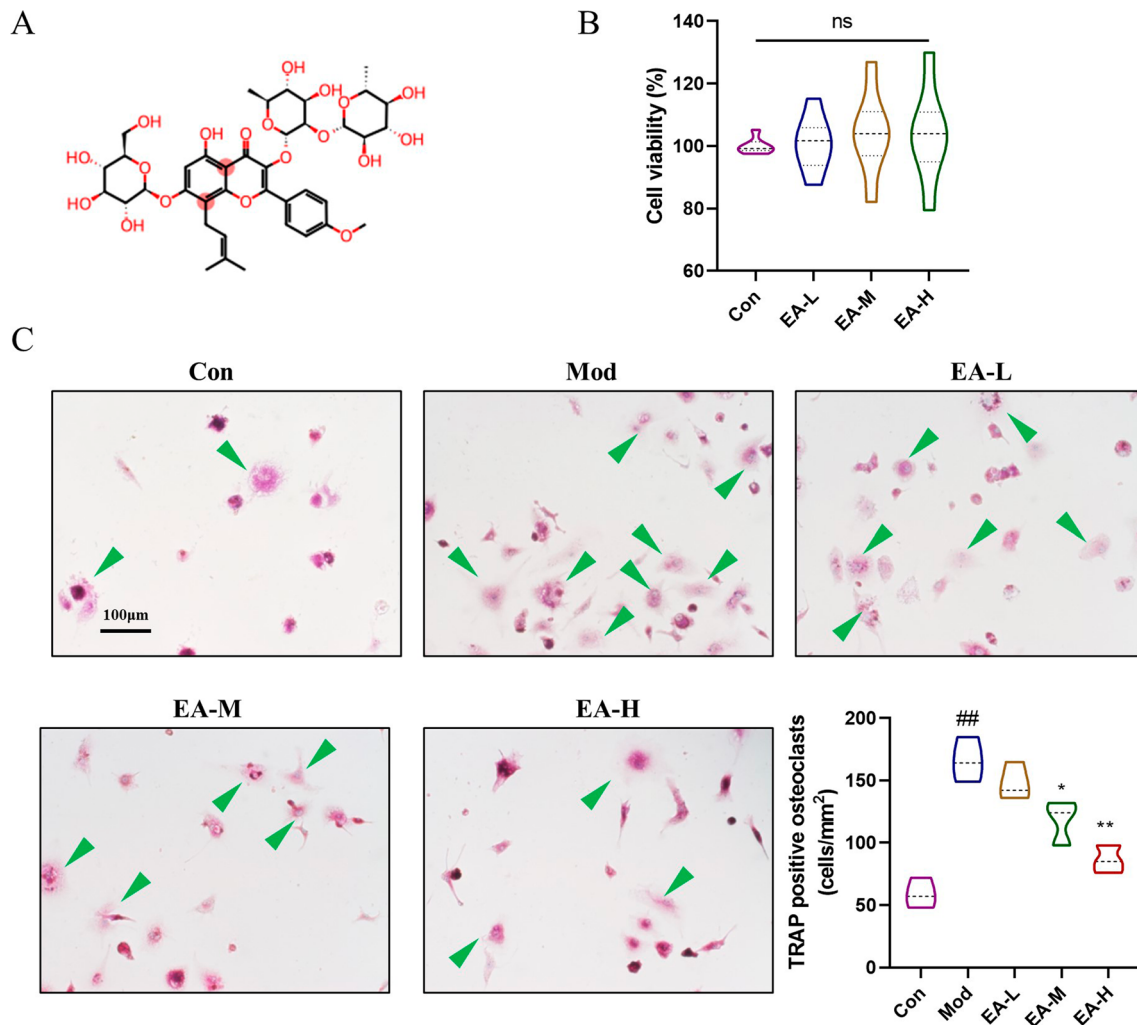 A
OH
OH
OH
OH
O
O
O
OH
OH
OH
OH
O
O
O
OH
OH
O
HO
HO
OH
O
O
O
O
B
ns
Cell viability (%)
140
120
100
80
60
Con
EA-L
EA-M
EA-H
C
Con
Mod
EA-L
100μm
EA-M
EA-H
TRAP positive osteoclasts
(cells/mm²)
200
150
100
50
0
##
*
**
Con
Mod
EA-L
EA-M
EA-H